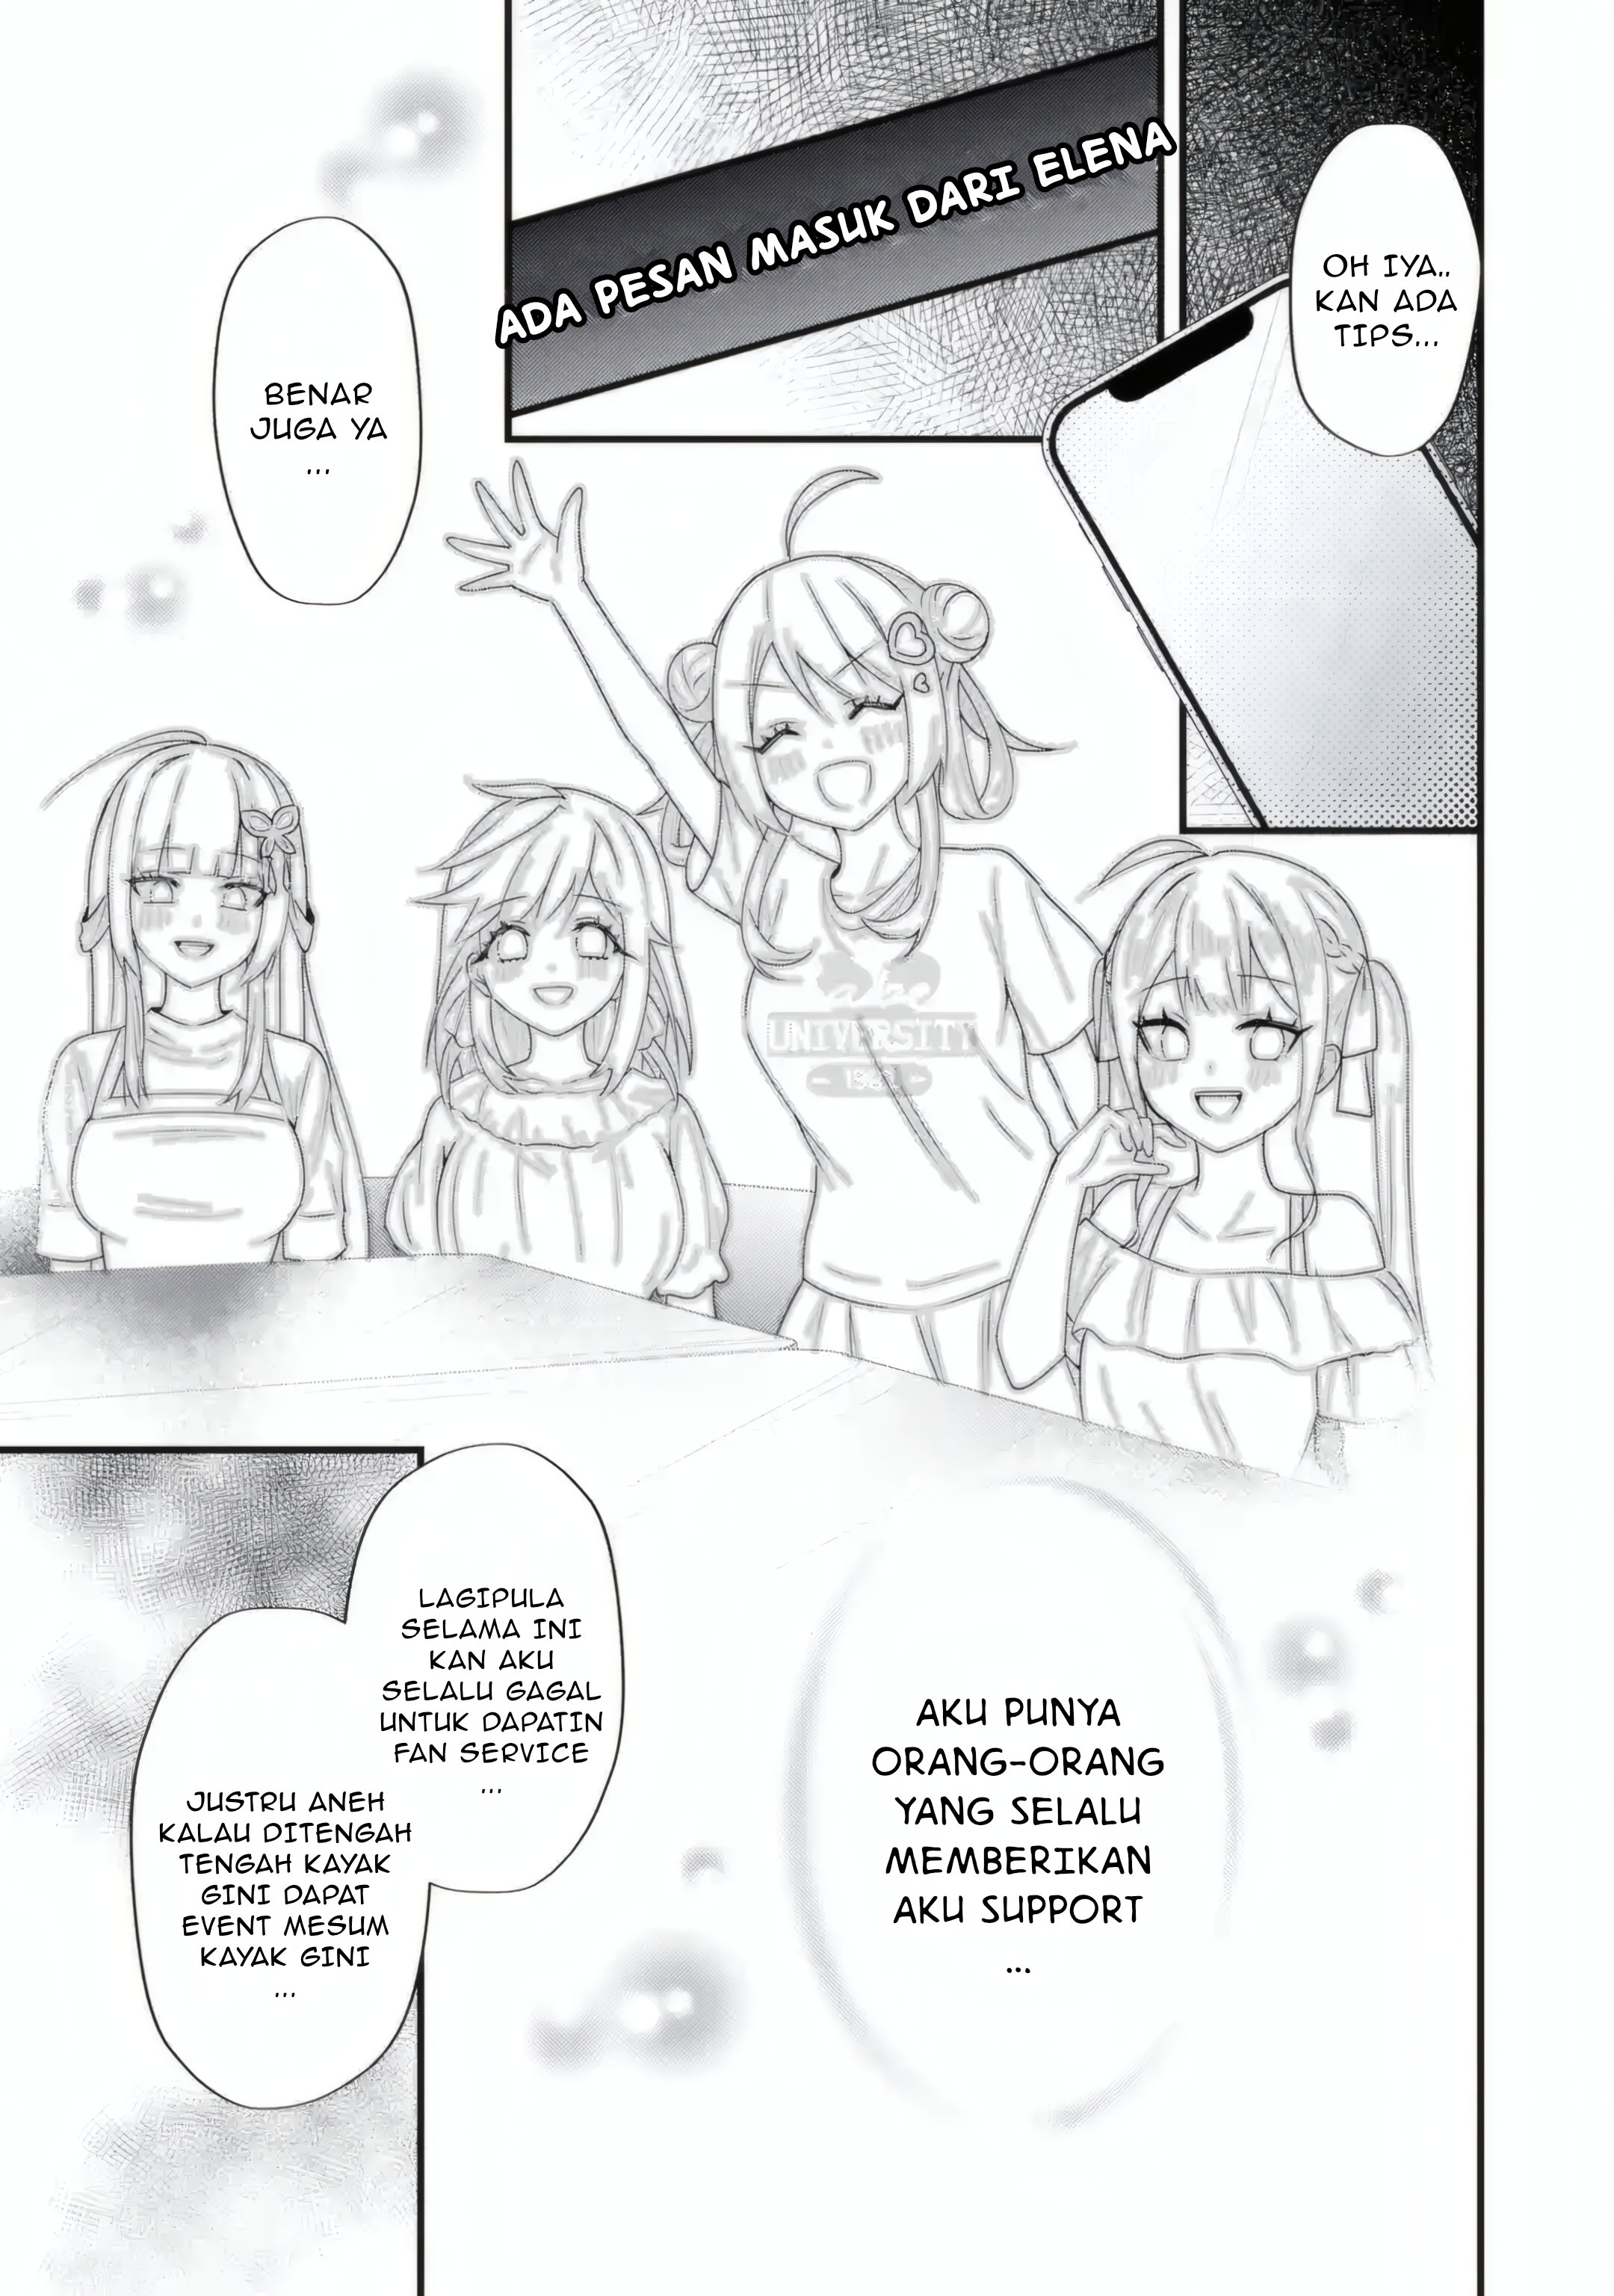 OH IYA..
KAN ADA
TIPS...
ADA PESAN MASUK DARI ELENA
BENAR
JUGA YA
...
UNIVERSITY
AKU PUNYA
ORANG-ORANG
YANG SELALU
MEMBERIKAN
AKU SUPPORT
...
LAGIPULA
SELAMA INI
KAN AKU
SELALU GAGAL
UNTUK DAPATIN
FAN SERVICE
...
JUSTRU ANEH
KALAU DITENGAH
TENGAH KAYAK
GINI DAPAT
EVENT MESUM
KAYAK GINI
...